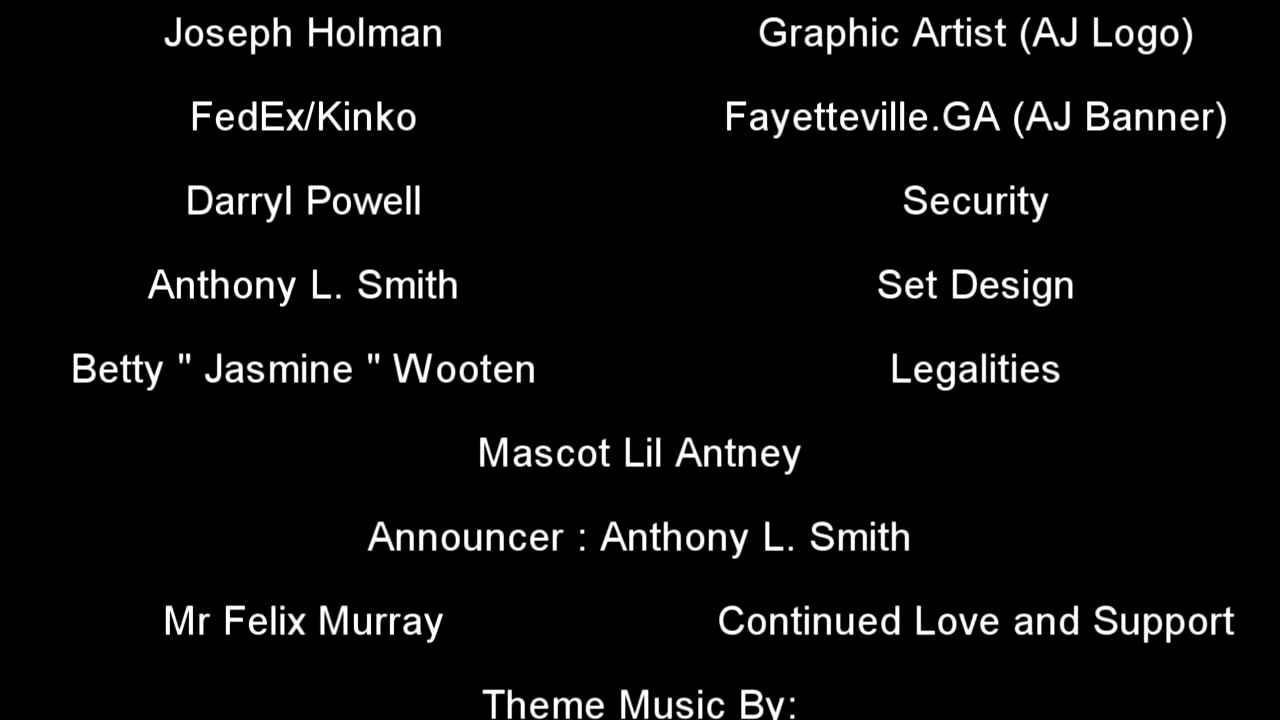 Joseph Holman Graphic Artist (AJ Logo)
FedEx/Kinko Fayetteville.GA (AJ Banner)
Darryl Powell Security
Anthony L. Smith Set Design
Betty " Jasmine " Wooten Legalities
Mascot Lil Antney
Announcer : Anthony L. Smith
Mr Felix Murray Continued Love and Support
Theme Music By: